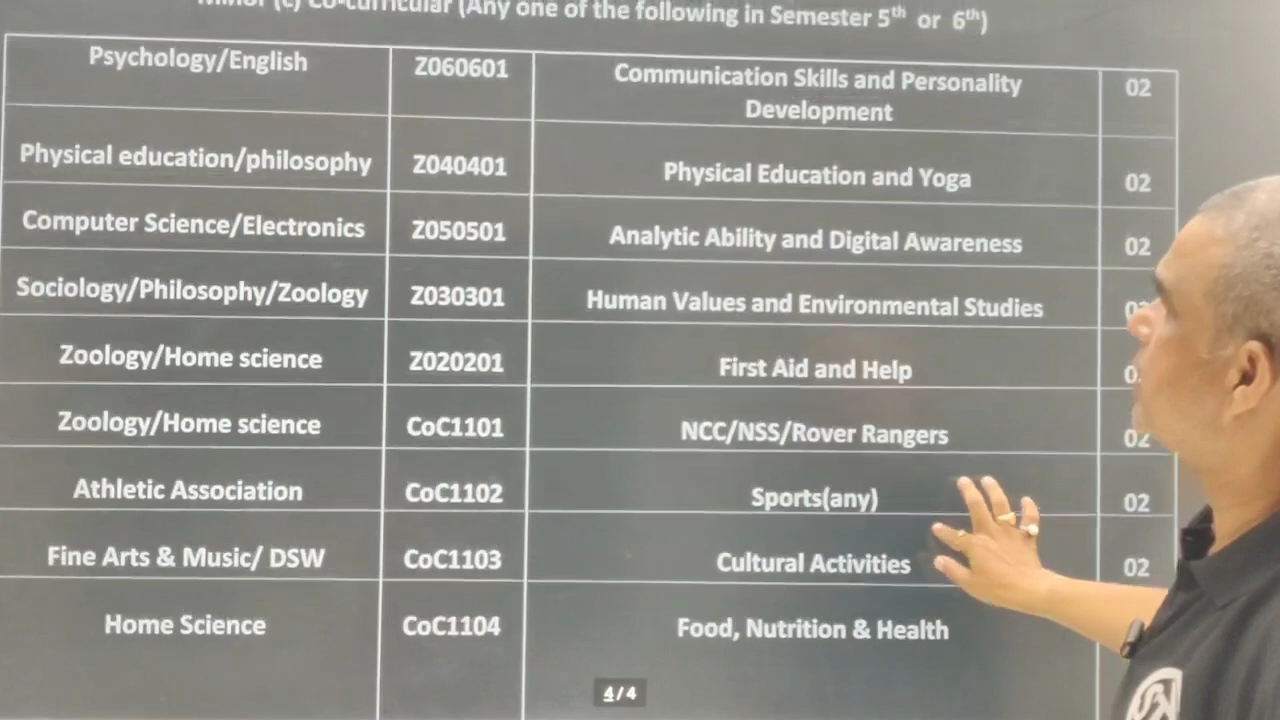 Minor (c) Co-curricular (Any one of the following in Semester 5th or 6th)
Psychology/English Z060601 Communication Skills and Personality Development 02
Physical education/philosophy Z040401 Physical Education and Yoga 02
Computer Science/Electronics Z050501 Analytic Ability and Digital Awareness 02
Sociology/Philosophy/Zoology Z030301 Human Values and Environmental Studies
Zoology/Home science Z020201 First Aid and Help
Zoology/Home science CoC1101 NCC/NSS/Rover Rangers 02
Athletic Association CoC1102 Sports(any) 02
Fine Arts & Music/ DSW CoC1103 Cultural Activities 02
Home Science CoC1104 Food, Nutrition & Health
4/4